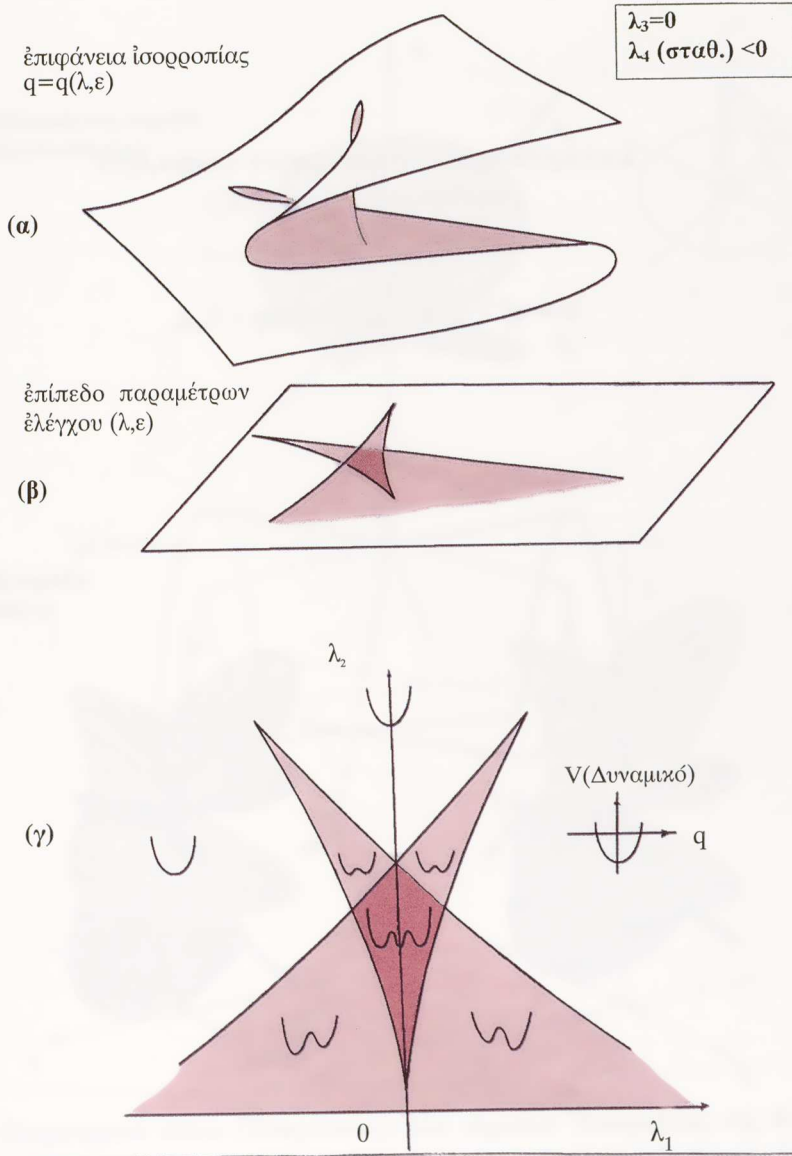 ἐπιφάνεια ἰσορροπίας
q=q(λ,ε)
λ₃=0
λ₄ (σταθ.) <0
(α)
ἐπίπεδο παραμέτρων
ἐλέγχου (λ,ε)
(β)
λ₂
V(Δυναμικό)
q
(γ)
0
λ₁